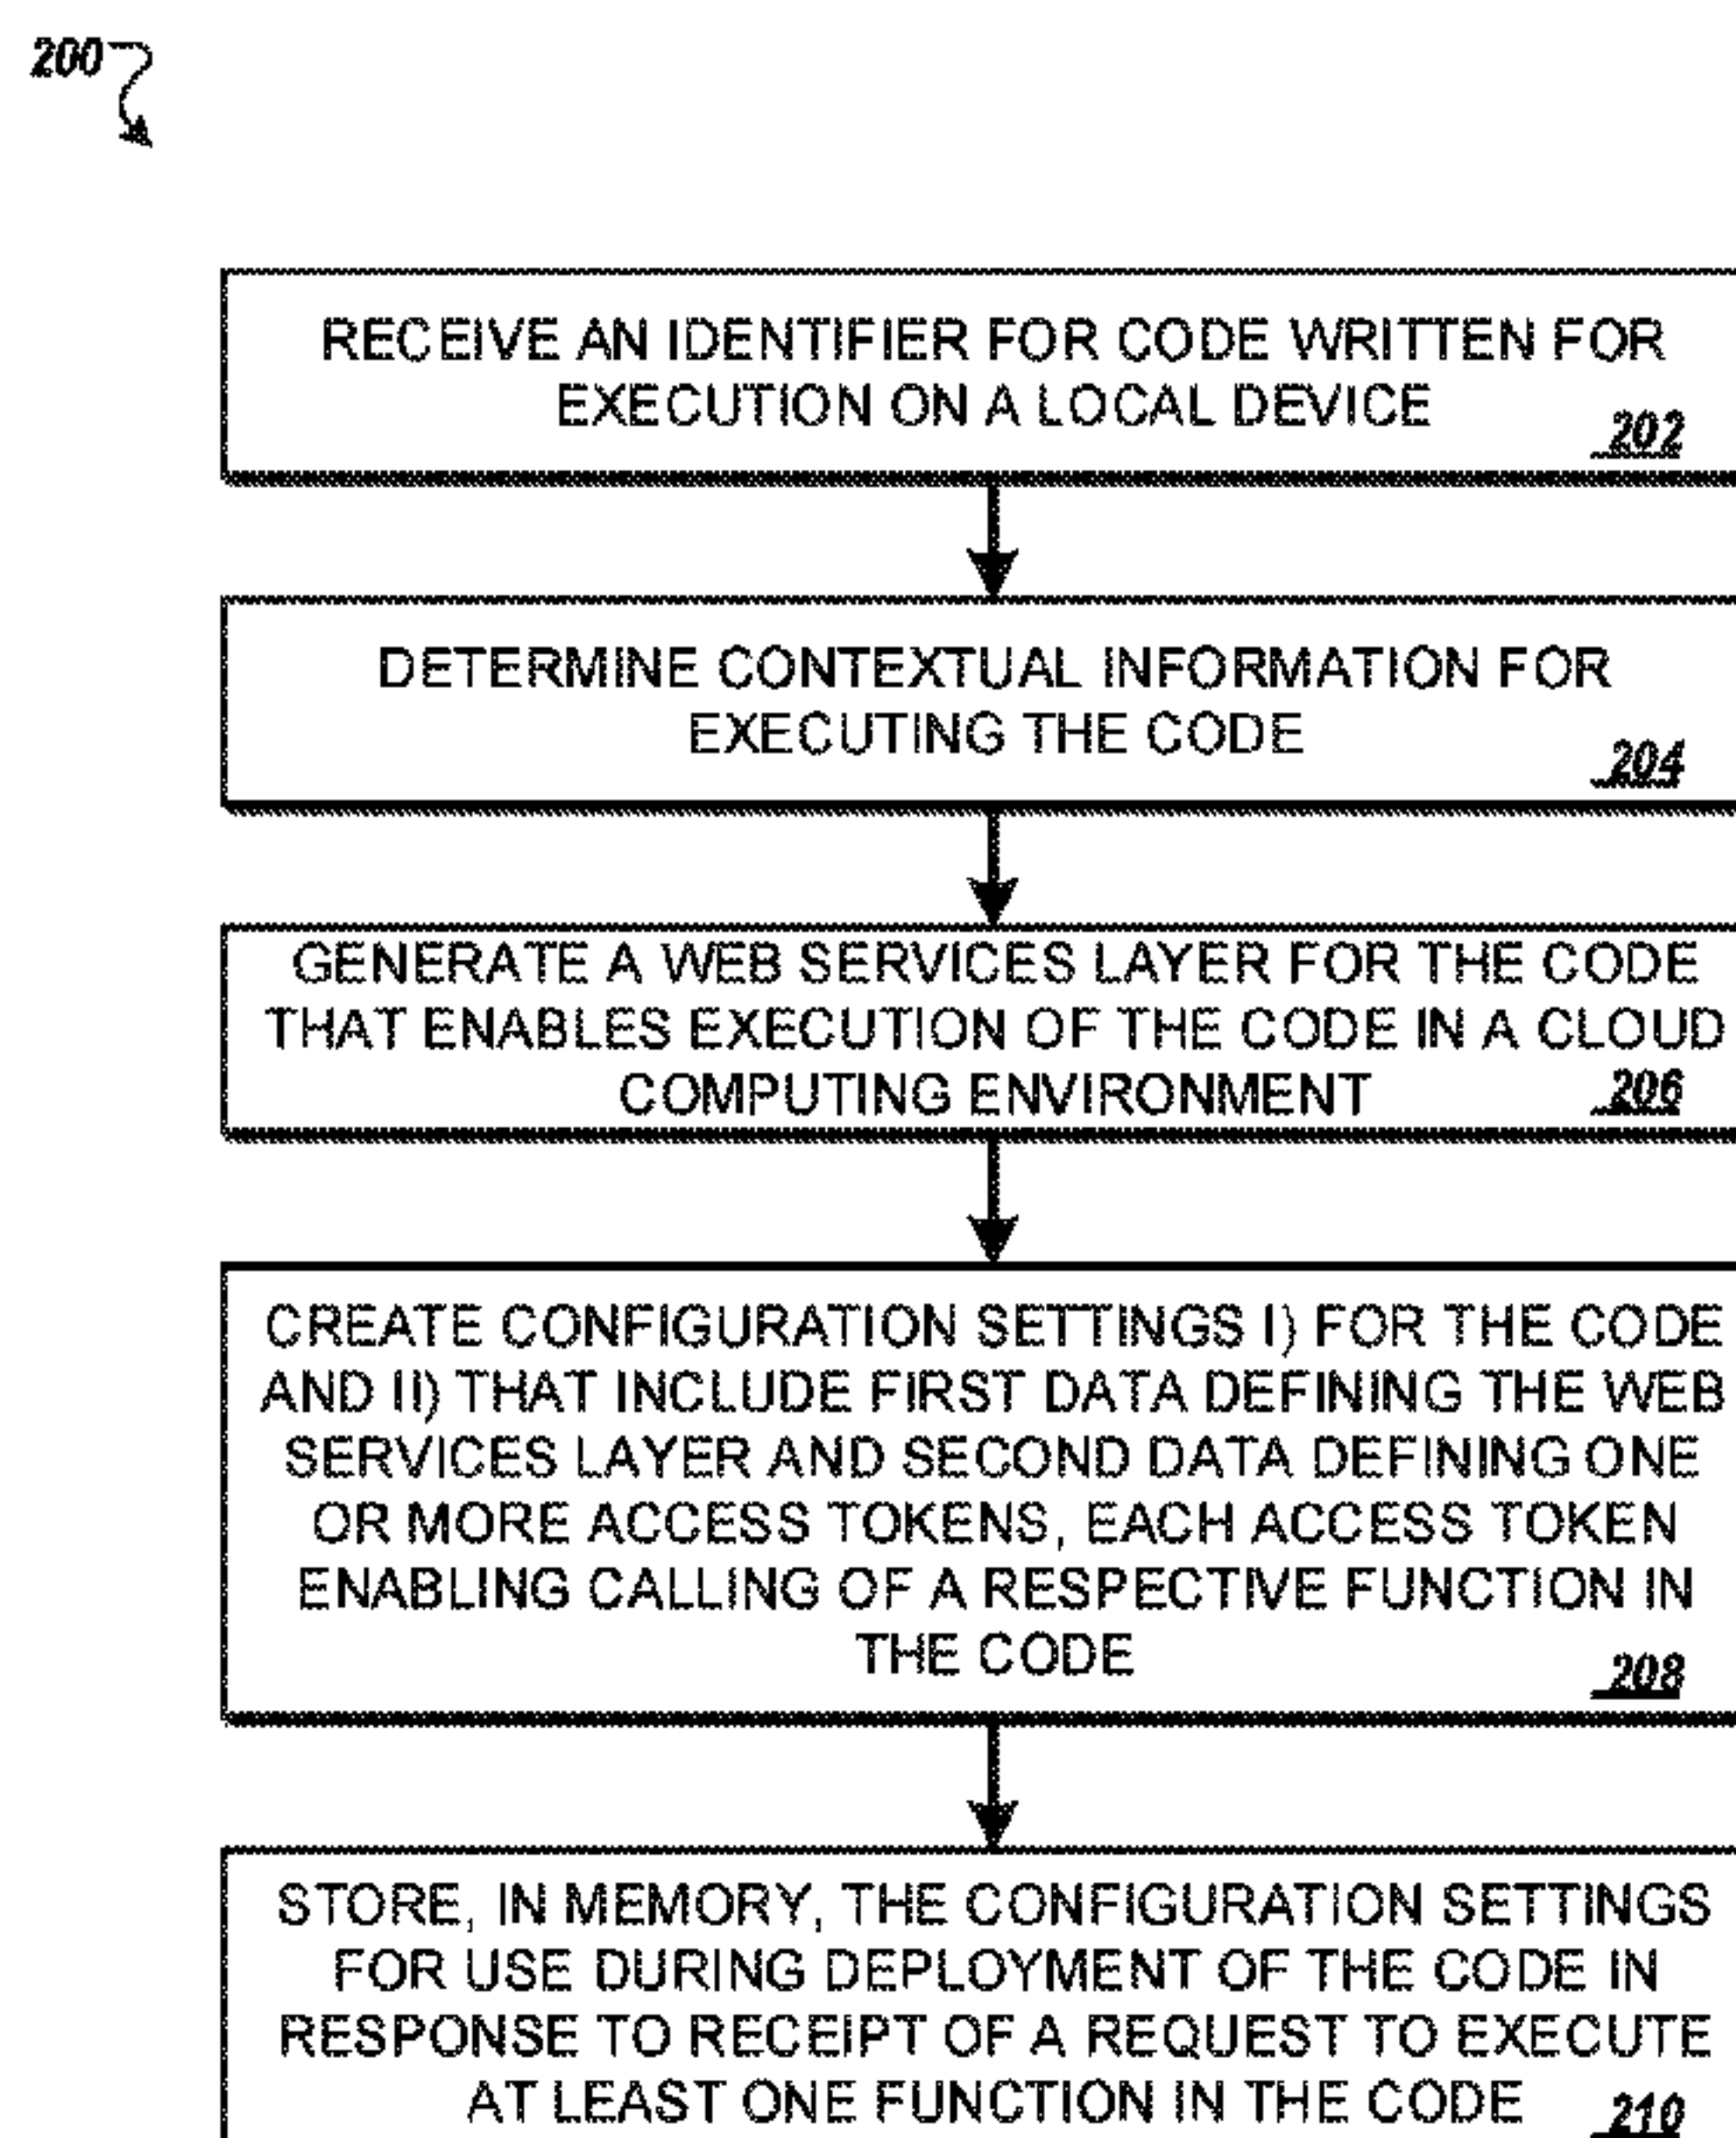 200
RECEIVE AN IDENTIFIER FOR CODE WRITTEN FOR
EXECUTION ON A LOCAL DEVICE
202
DETERMINE CONTEXTUAL INFORMATION FOR
EXECUTING THE CODE
204
GENERATE A WEB SERVICES LAYER FOR THE CODE
THAT ENABLES EXECUTION OF THE CODE IN A CLOUD
COMPUTING ENVIRONMENT
206
CREATE CONFIGURATION SETTINGS I) FOR THE CODE
AND II) THAT INCLUDE FIRST DATA DEFINING THE WEB
SERVICES LAYER AND SECOND DATA DEFINING ONE
OR MORE ACCESS TOKENS, EACH ACCESS TOKEN
ENABLING CALLING OF A RESPECTIVE FUNCTION IN
THE CODE
208
STORE, IN MEMORY, THE CONFIGURATION SETTINGS
FOR USE DURING DEPLOYMENT OF THE CODE IN
RESPONSE TO RECEIPT OF A REQUEST TO EXECUTE
AT LEAST ONE FUNCTION IN THE CODE
210